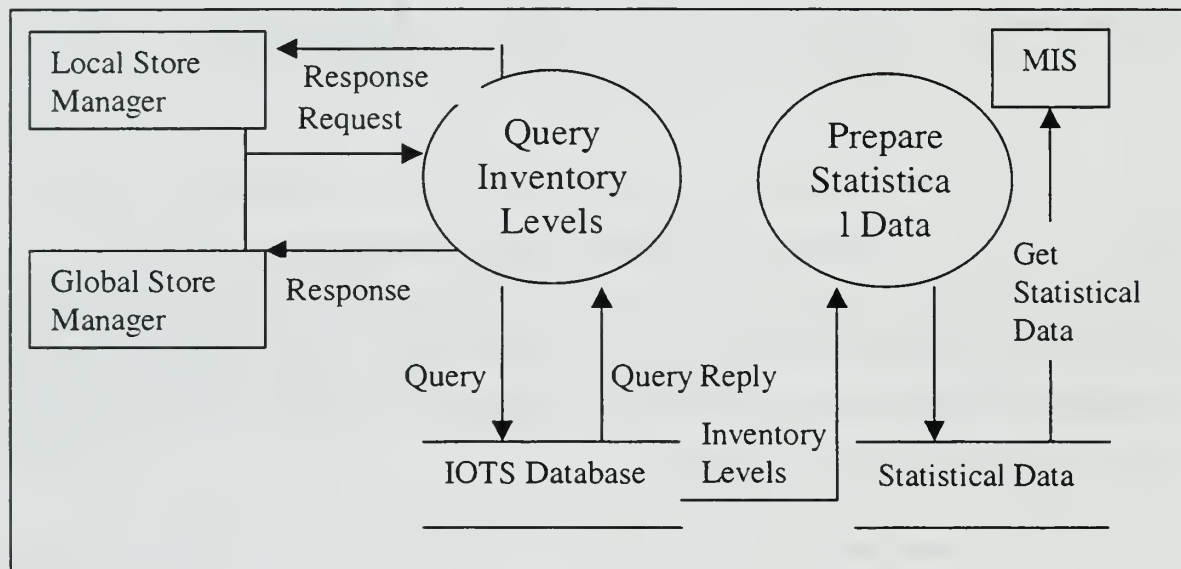 Local Store
Manager
Response
Request
Query
Inventory
Levels
Prepare
Statistica
l Data
MIS
Global Store
Manager
Response
Get
Statistical
Data
Query
Query Reply
Inventory
Levels
IOTS Database
Statistical Data